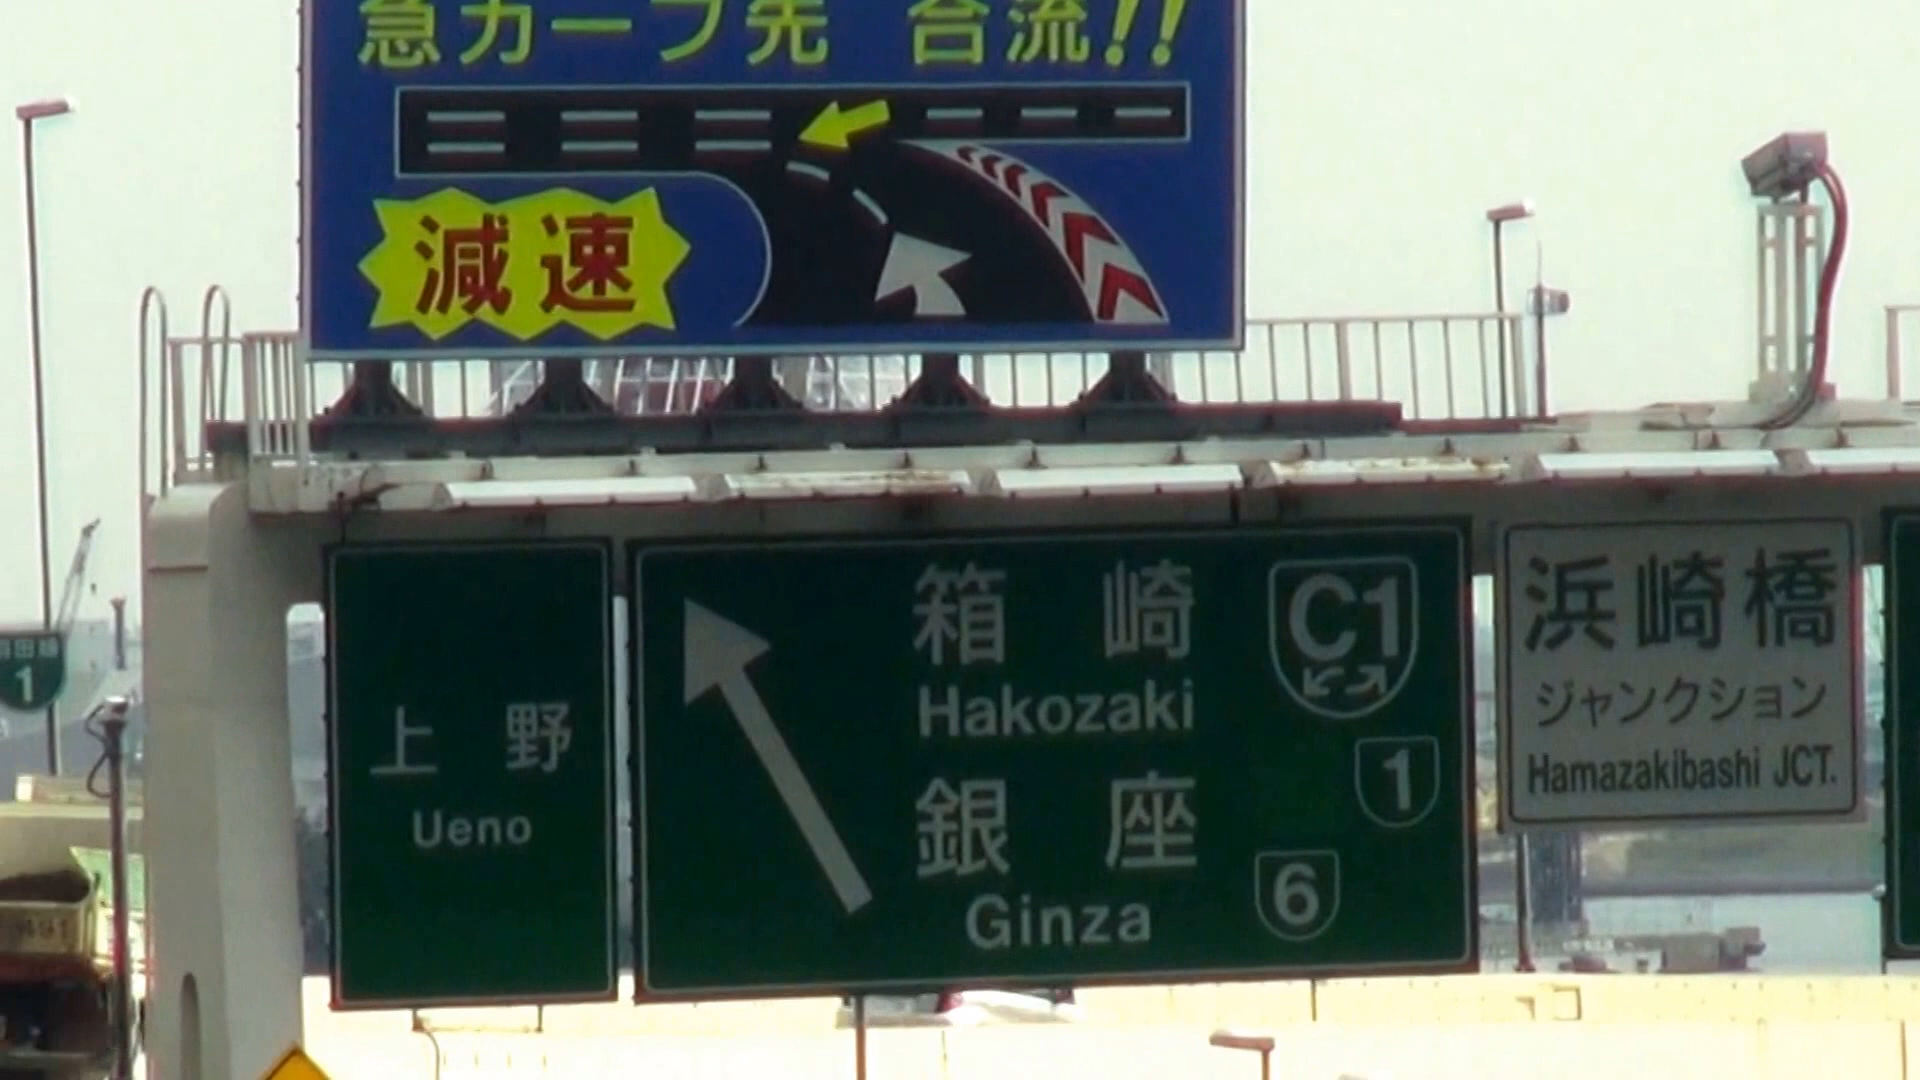 急カーブ先 合流!!
減速
上野
Ueno
箱崎
Hakozaki
銀座
Ginza
C1
1
6
浜崎橋
ジャンクション
Hamazakibashi JCT.
1